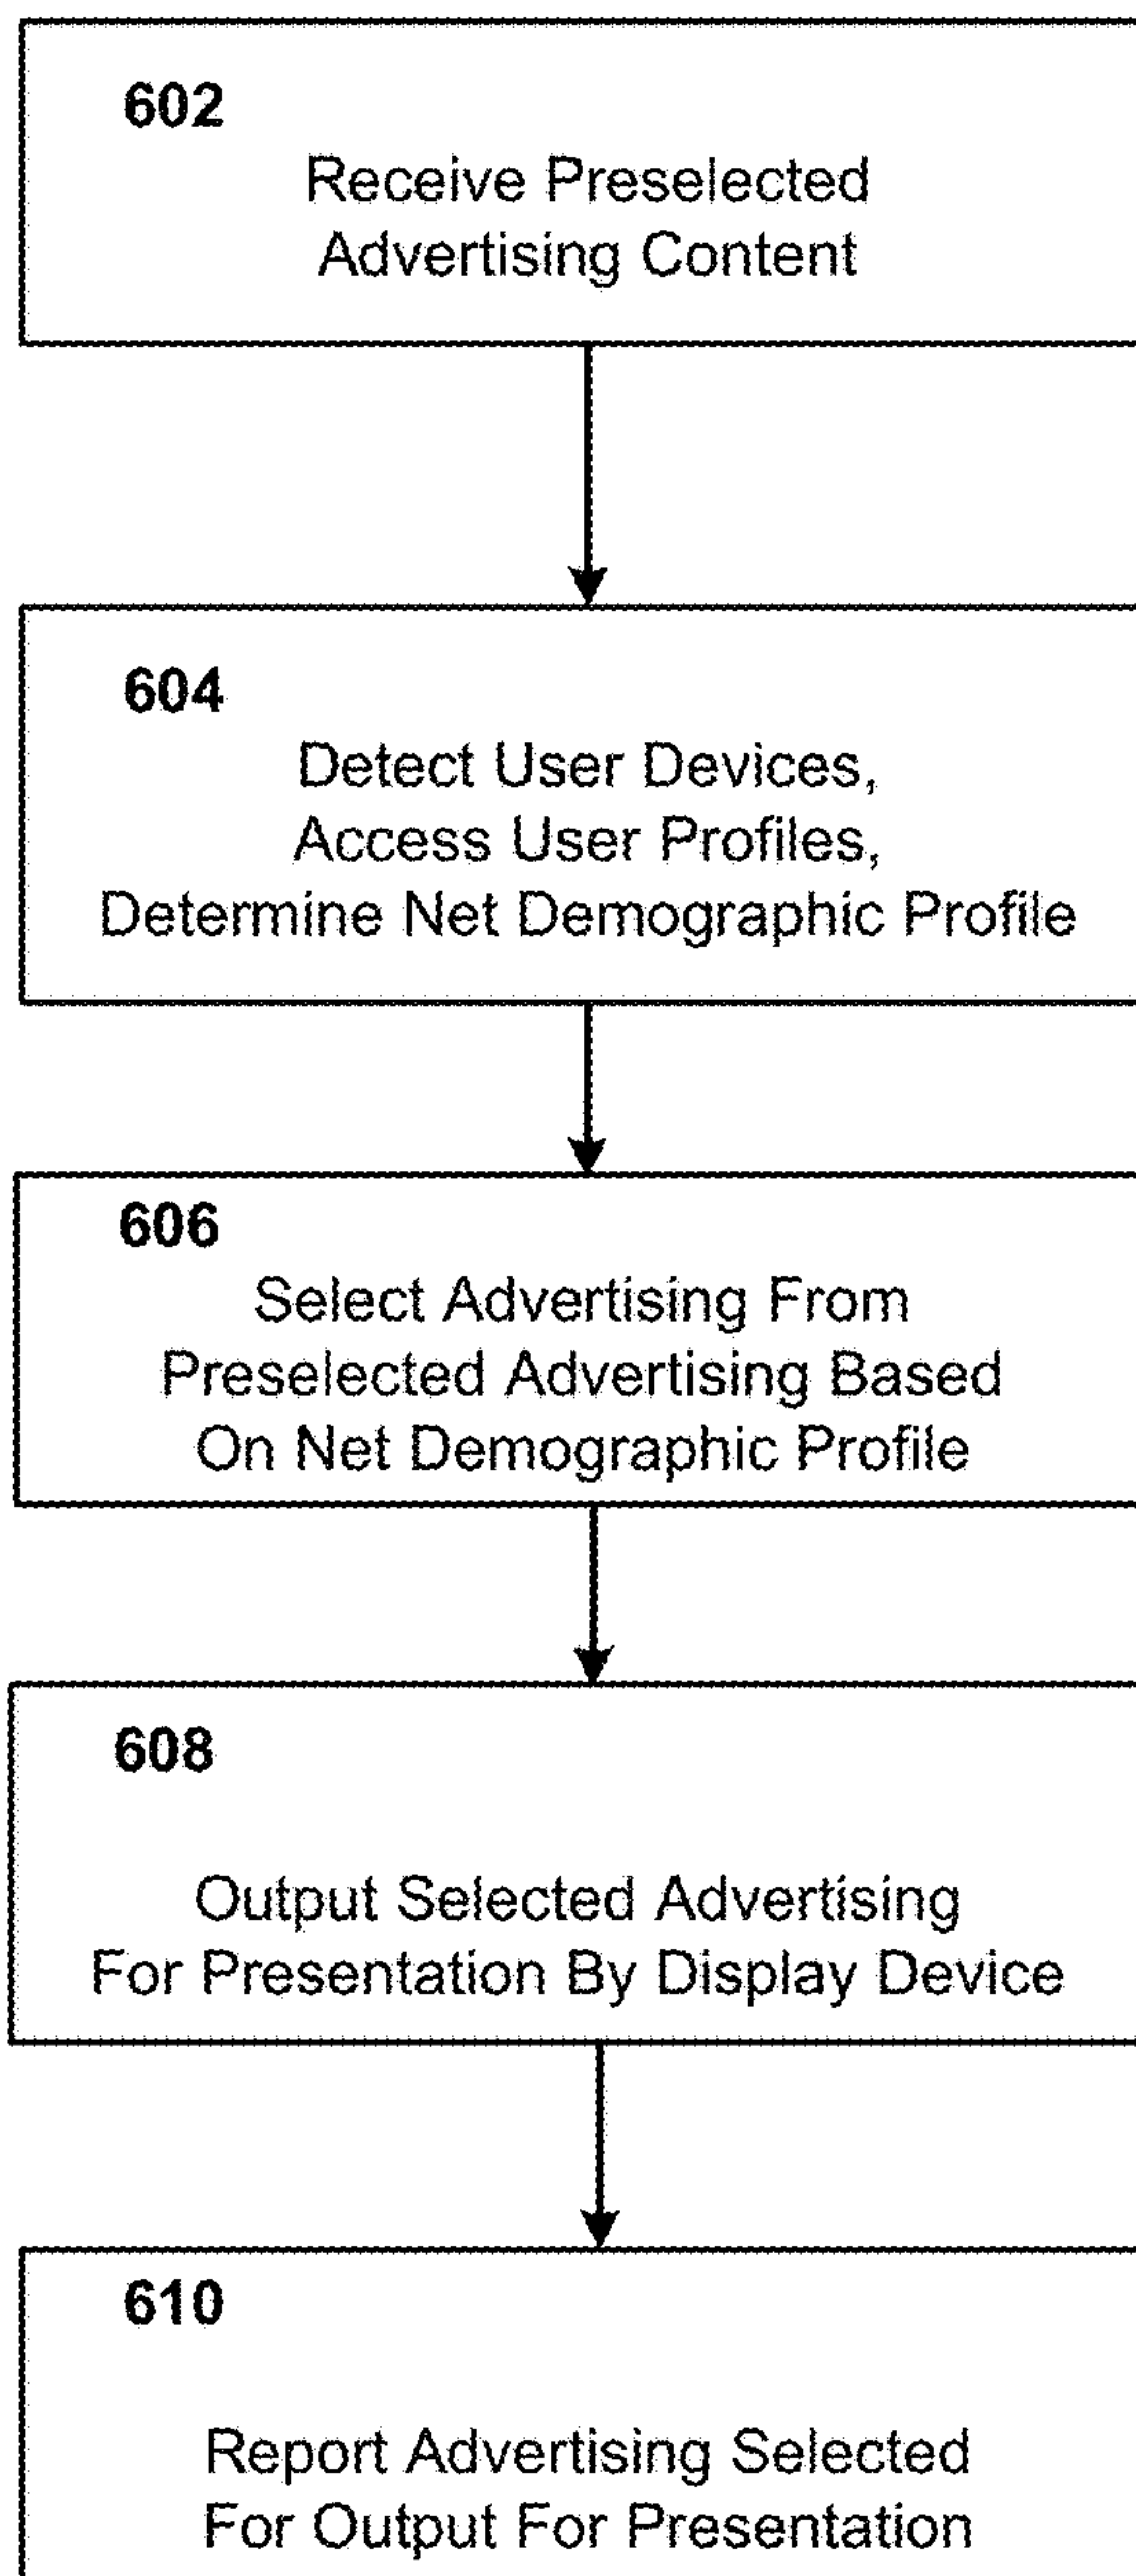 602
Receive Preselected
Advertising Content
604
Detect User Devices,
Access User Profiles,
Determine Net Demographic Profile
606
Select Advertising From
Preselected Advertising Based
On Net Demographic Profile
608
Output Selected Advertising
For Presentation By Display Device
610
Report Advertising Selected
For Output For Presentation